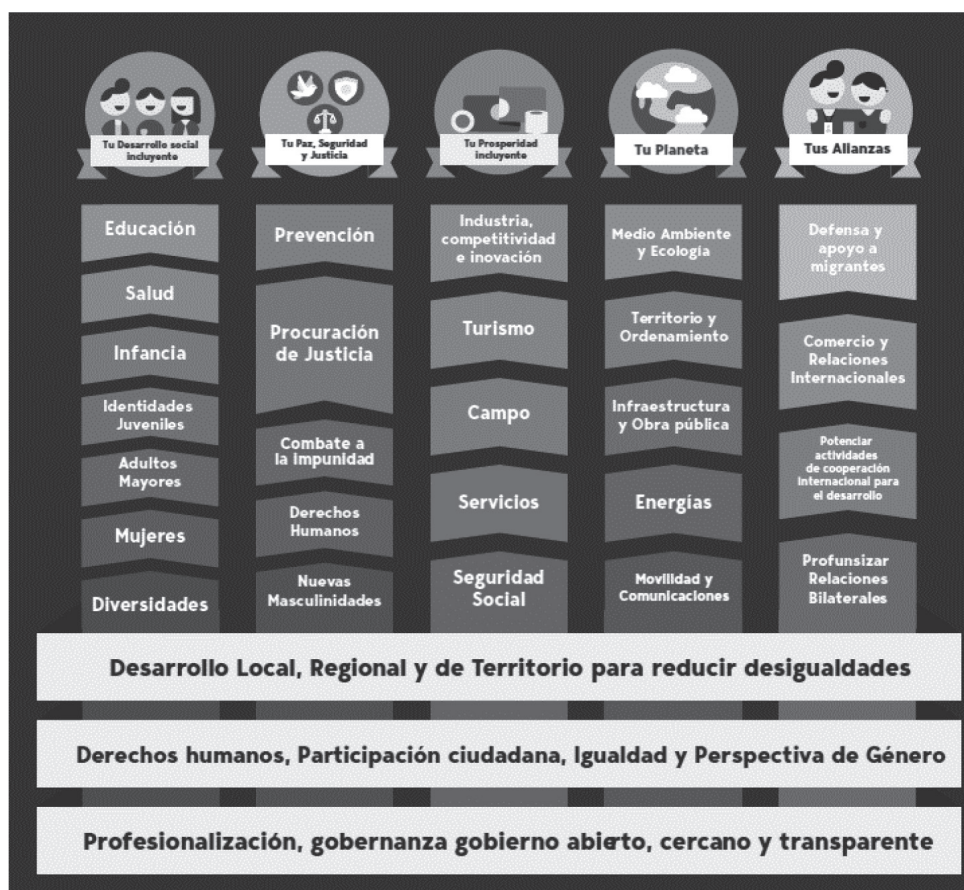 Tu Desarrollo social
incluyente
Tu Paz, Seguridad
y Justicia
Tu Prosperidad
incluyente
Tu Planeta
Tus Alianzas
Educación
Salud
Infancia
Identidades
Juveniles
Adultos
Mayores
Mujeres
Diversidades
Prevención
Procuración
de Justicia
Combate a
la impunidad
Derechos
Humanos
Nuevas
Masculinidades
Industria,
competitividad
e inovación
Turismo
Campo
Servicios
Seguridad
Social
Medio Ambiente
y Ecología
Territorio y
Ordenamiento
Infraestructura
y Obra pública
Energías
Movilidad y
Comunicaciones
Defensa y
apoyo a
migrantes
Comercio y
Relaciones
Internacionales
Potenciar
actividades
de cooperación
Internacional para
el desarrollo
Profunsizar
Relaciones
Bilaterales
Desarrollo Local, Regional y de Territorio para reducir desigualdades
Derechos humanos, Participación ciudadana, Igualdad y Perspectiva de Género
Profesionalización, gobernanza gobierno abierto, cercano y transparente